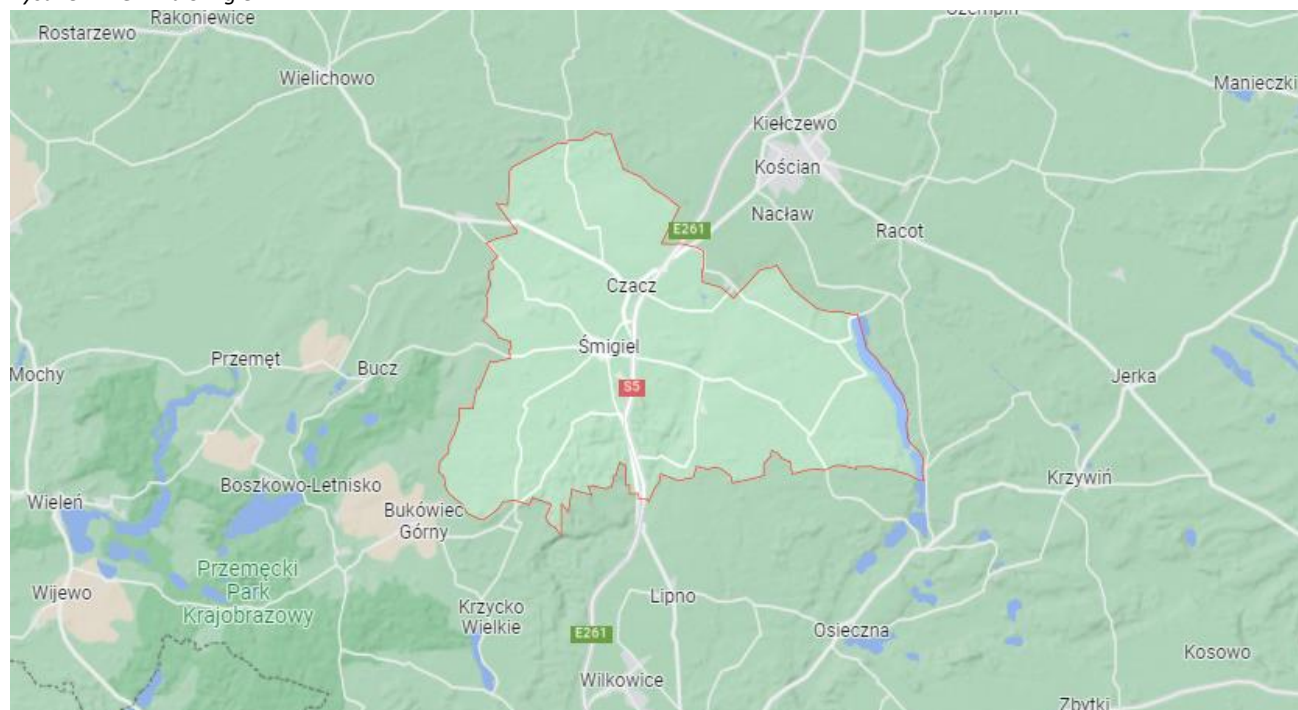 Rakoniewice
Rostarzewo
Wielichowo
Manieczki
Kiełczewo
Kościan
Nacław
E261
Racot
Czacz
Śmigiel
Przemęt
Bucz
Mochy
S5
Jerka
Krzywiń
Boszkowo-Letnisko
Wieleń
Bukówiec
Górny
Przemęcki
Park
Krajobrazowy
Wijewo
Krzycko
Wielkie
Lipno
E261
Osieczna
Kosowo
Wilkowice
Zbytki